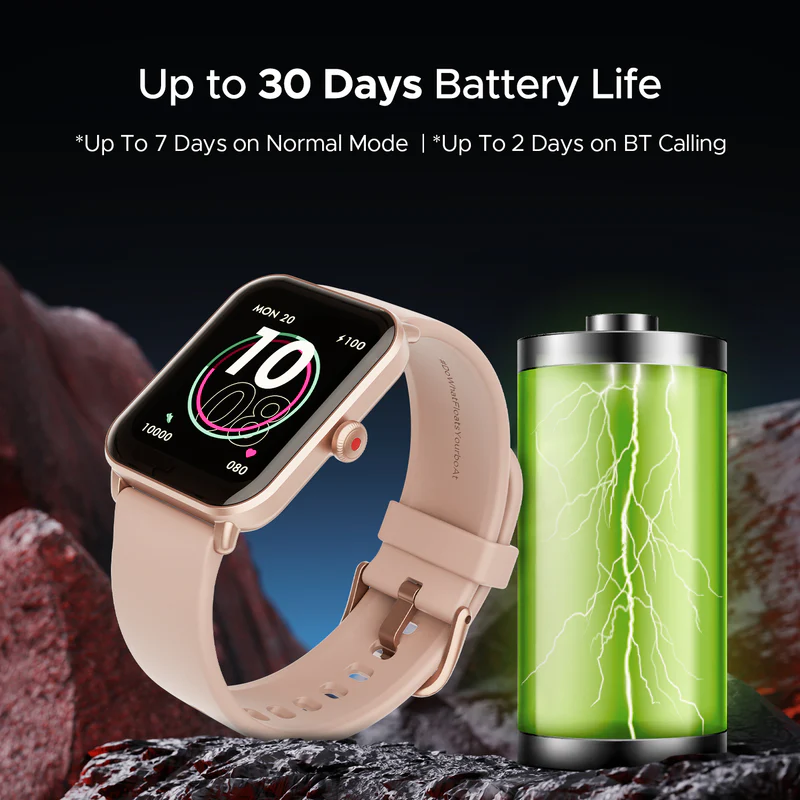 Up to 30 Days Battery Life
*Up To 7 Days on Normal Mode | *Up To 2 Days on BT Calling
MON 20
100
10
08
10000
080
#DoWhatFloatsYourboAt